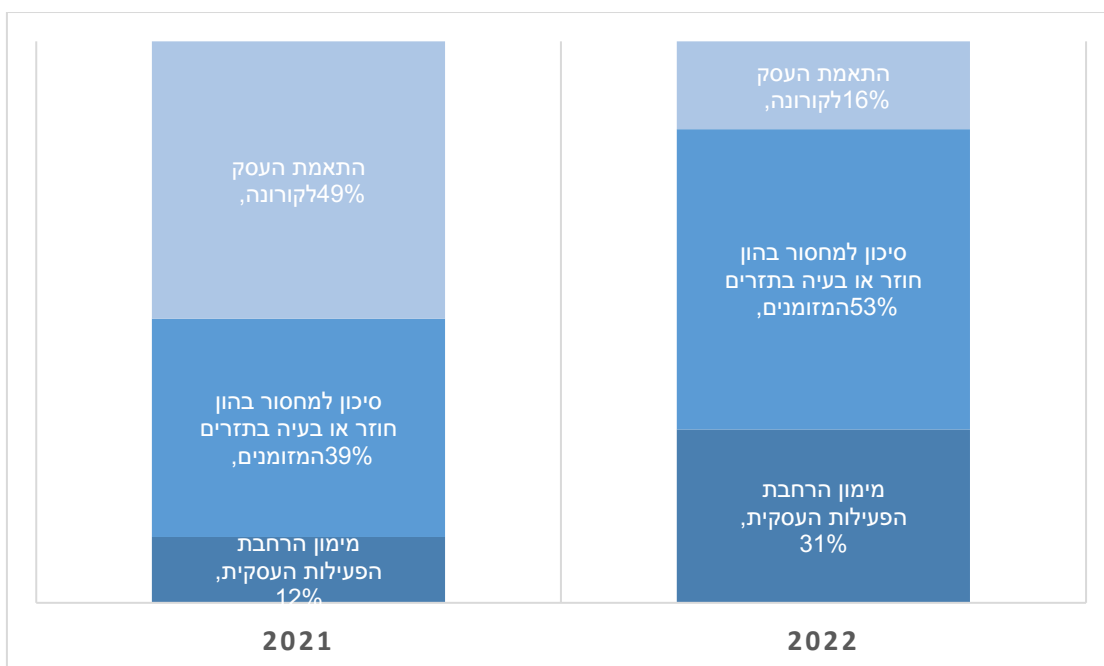 התאמת העסק
לקורונה, 49%
סיכון למחסור בהון
חוזר או בעיה בתזרים
המזומנים, 39%
מימון הרחבת
הפעילות העסקית,
12%
התאמת העסק
לקורונה, 16%
סיכון למחסור בהון
חוזר או בעיה בתזרים
המזומנים, 53%
מימון הרחבת
הפעילות העסקית,
31%
2021
2022